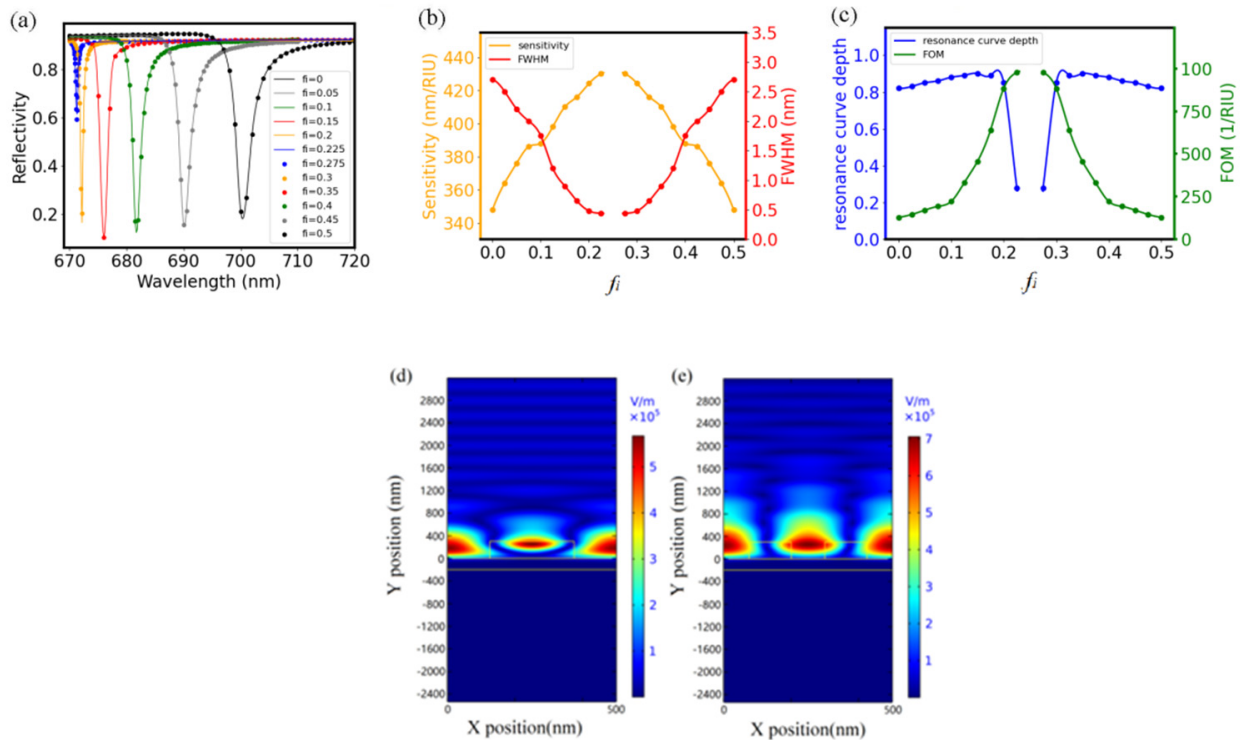 (a)
Reflectivity
0.8
0.6
0.4
0.2
670 680 690 700 710 720
Wavelength (nm)
fi=0
fi=0.05
fi=0.1
fi=0.15
fi=0.2
fi=0.225
fi=0.275
fi=0.3
fi=0.35
fi=0.4
fi=0.45
fi=0.5
(b)
sensitivity
FWHM
Sensitivity (nm/RIU)
440
420
400
380
360
340
3.5
3.0
2.5
2.0
1.5
1.0
0.5
0.0
FWHM (nm)
0.0 0.1 0.2 0.3 0.4 0.5
fi
(c)
resonance curve depth
FOM
resonance curve depth
1.0
0.8
0.6
0.4
0.2
0.0
1000
750
500
250
0
FOM (1/RIU)
0.0 0.1 0.2 0.3 0.4 0.5
fi
(d)
Y position (nm)
2800
2400
2000
1600
1200
800
400
0
-400
-800
-1200
-1600
-2000
-2400
0 500
X position(nm)
V/m
×10⁵
5
4
3
2
1
(e)
Y position (nm)
2800
2400
2000
1600
1200
800
400
0
-400
-800
-1200
-1600
-2000
-2400
0 500
X position(nm)
V/m
×10⁵
7
6
5
4
3
2
1